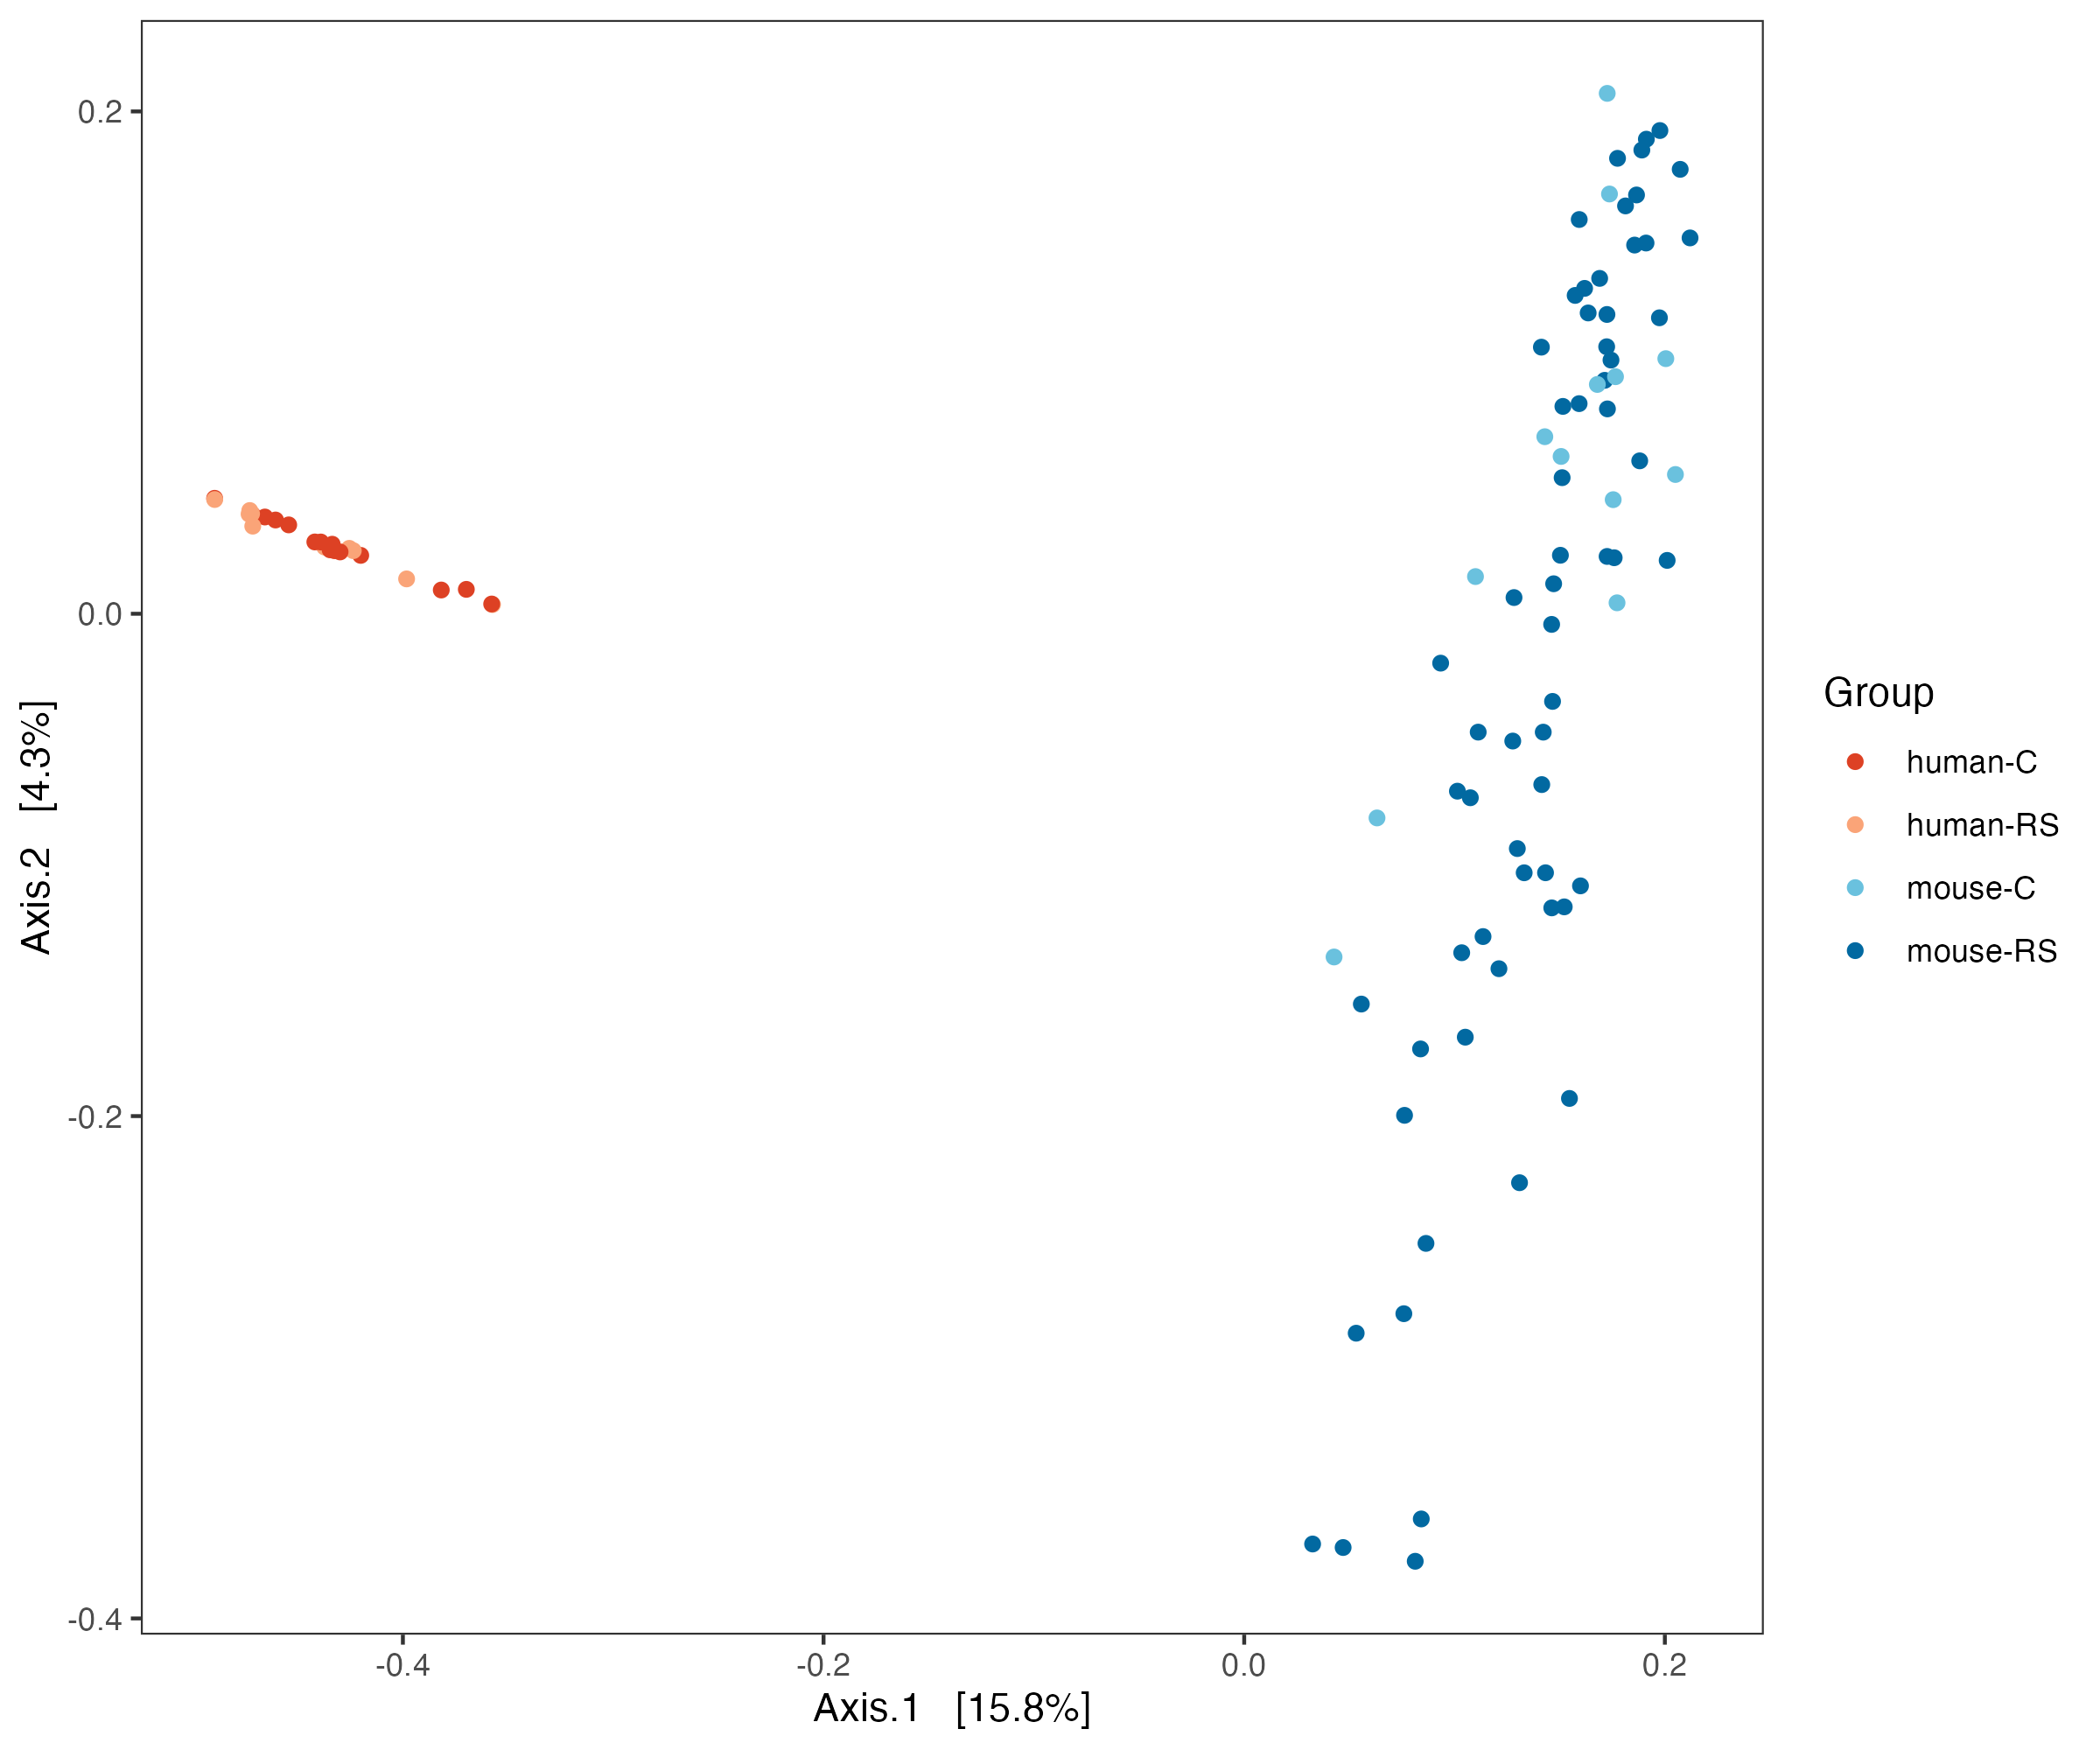 0.2
0.0
-0.2
-0.4
Axis.2 [4.3%]
-0.4
-0.2
0.0
0.2
Axis.1 [15.8%]
Group
human-C
human-RS
mouse-C
mouse-RS